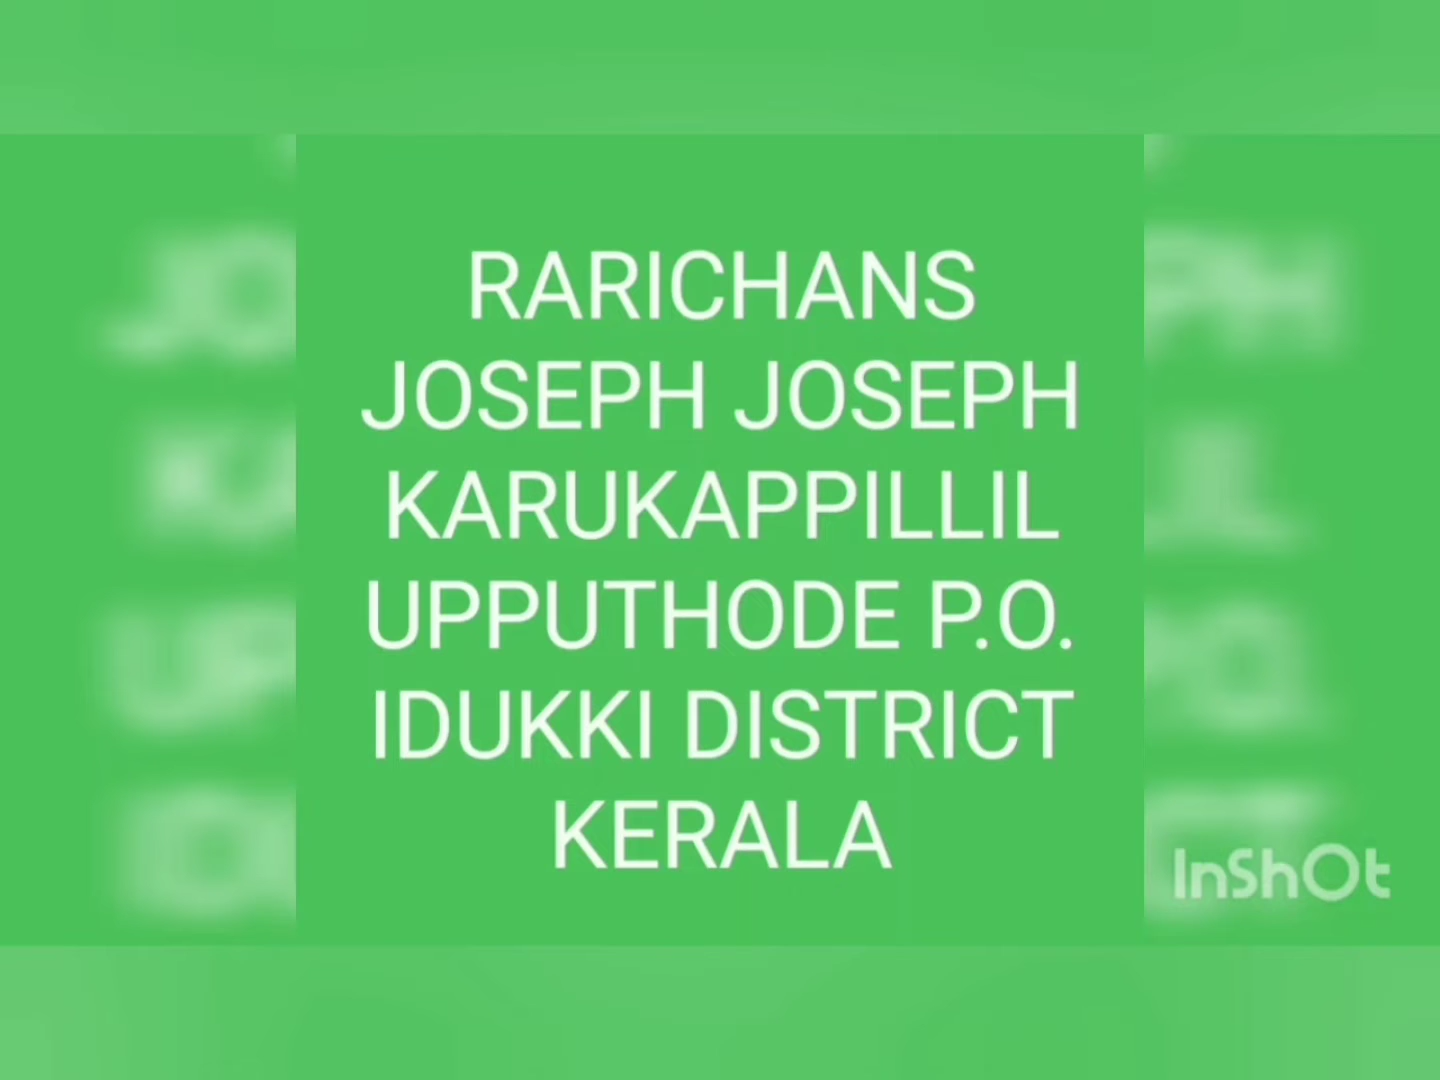 RARICHANS
JOSEPH JOSEPH
KARUKAPPILLIL
UPPUTHODE P.O.
IDUKKI DISTRICT
KERALA
InShOt